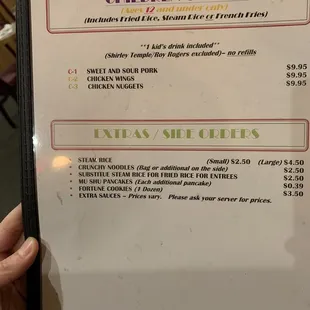 (Ages 12 and under only)
(Includes Fried Rice, Steam Rice or French Fries)
**1 kid's drink included**
(Shirley Temple/Roy Rogers excluded)– no refills
C-1 SWEET AND SOUR PORK $9.95
C-2 CHICKEN WINGS $9.95
C-3 CHICKEN NUGGETS $9.95
EXTRAS / SIDE ORDERS
• STEAK RICE (Small) $2.50 (Large) $4.50
• CRUNCHY NOODLES (Bag or additional on the side) $2.50
• SUBSTITUE STEAM RICE FOR FRIED RICE FOR ENTREES $2.50
• MU SHU PANCAKES (Each additional pancake) $0.39
• FORTUNE COOKIES (1 Dozen) $3.50
• EXTRA SAUCES – Prices vary. Please ask your server for prices.